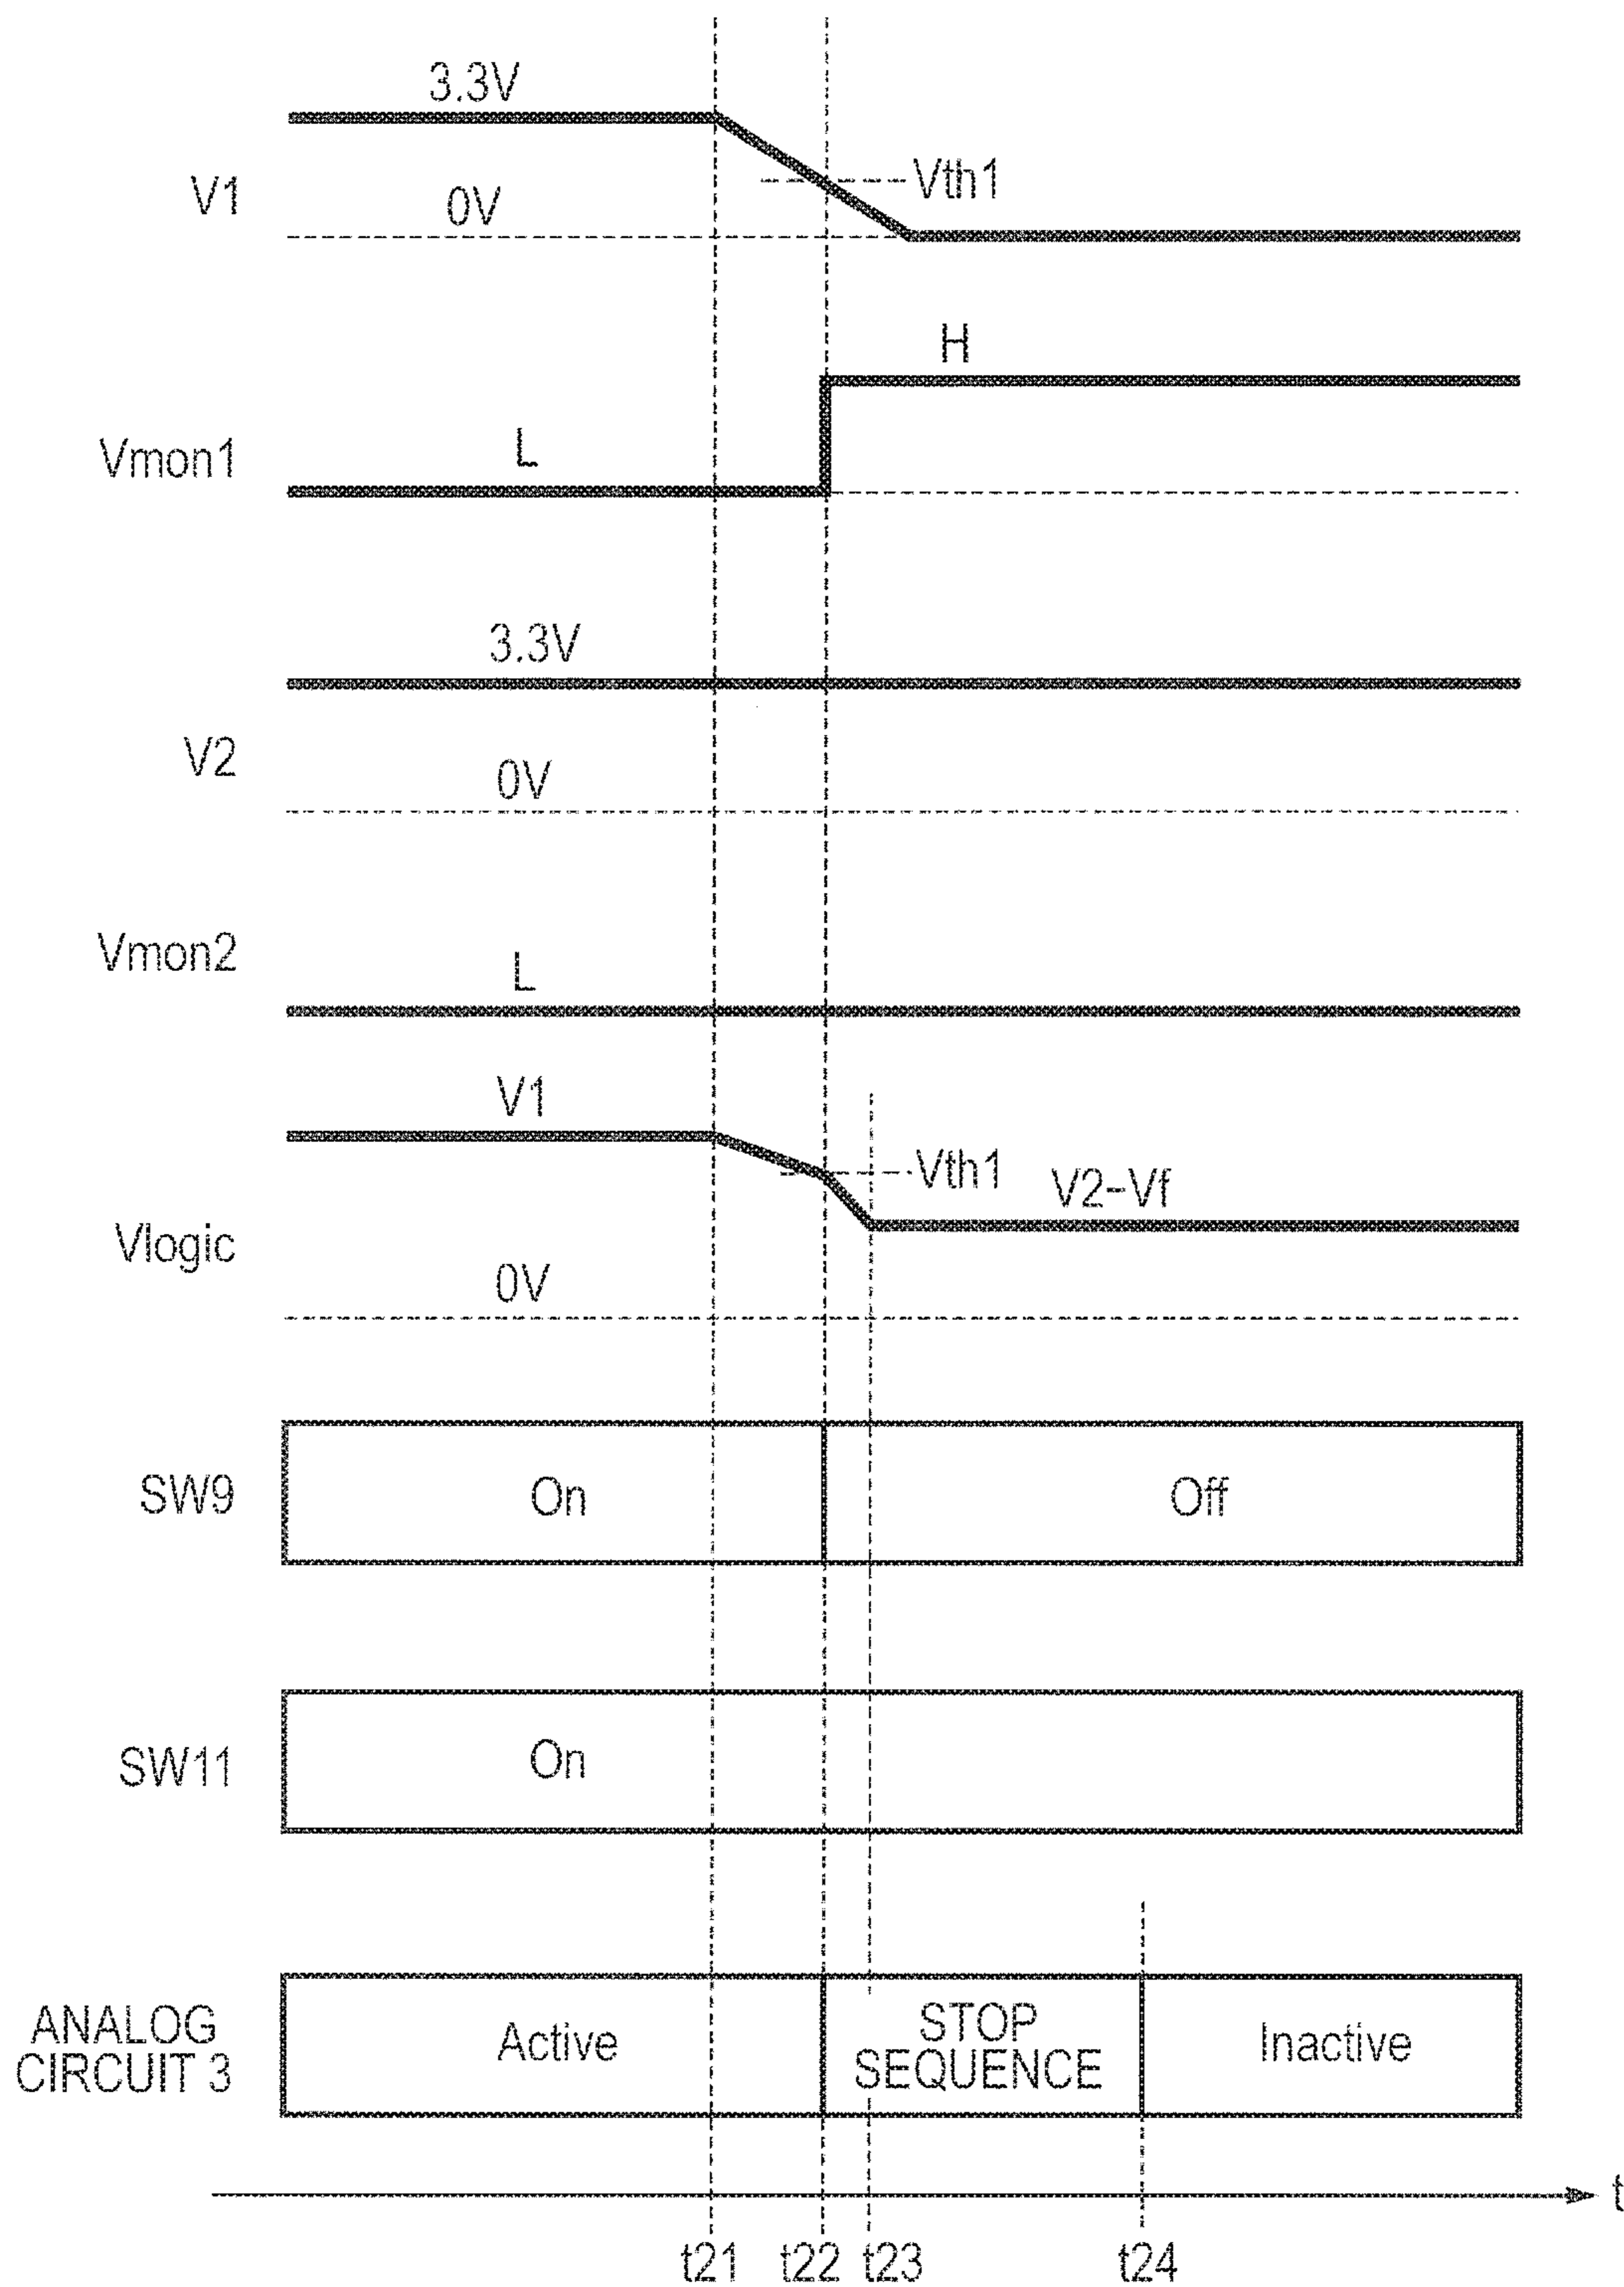 3.3V
V1
0V
Vth1
H
Vmon1
L
3.3V
V2
0V
Vmon2
L
V1
Vth1
V2-Vf
Vlogic
0V
SW9
On
Off
SW11
On
ANALOG
CIRCUIT 3
Active
STOP
SEQUENCE
Inactive
t
t21
t22
t23
t24